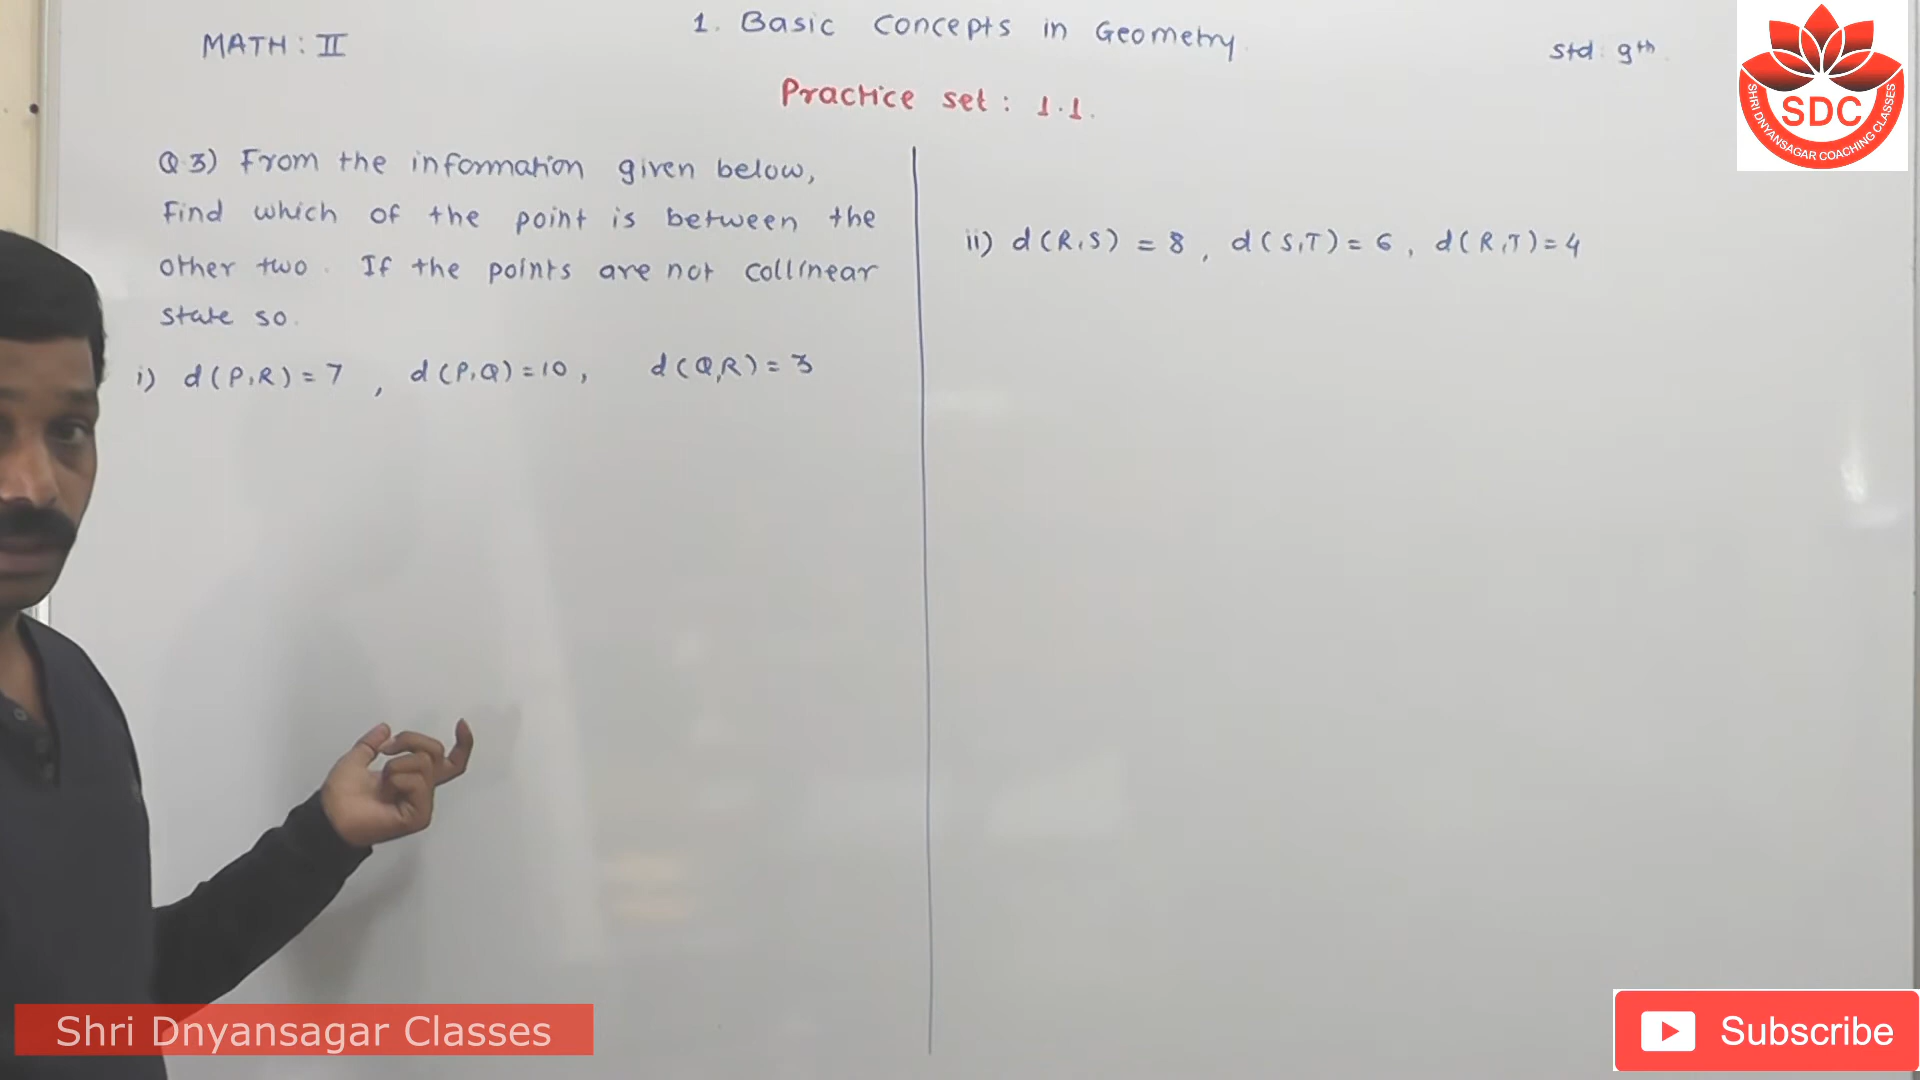 MATH : II
1. Basic Concepts in Geometry
Std : 9th
Practice set : 1.1.
Q.3) From the information given below,
Find which of the point is between the
other two. If the points are not collinear
state so.
i) d(P,R) = 7 , d(P,Q) = 10 , d(Q,R) = 3
ii) d(R,S) = 8 , d(S,T) = 6 , d(R,T) = 4
SDC
SHRI DNYANSAGAR COACHING CLASSES
Shri Dnyansagar Classes
Subscribe